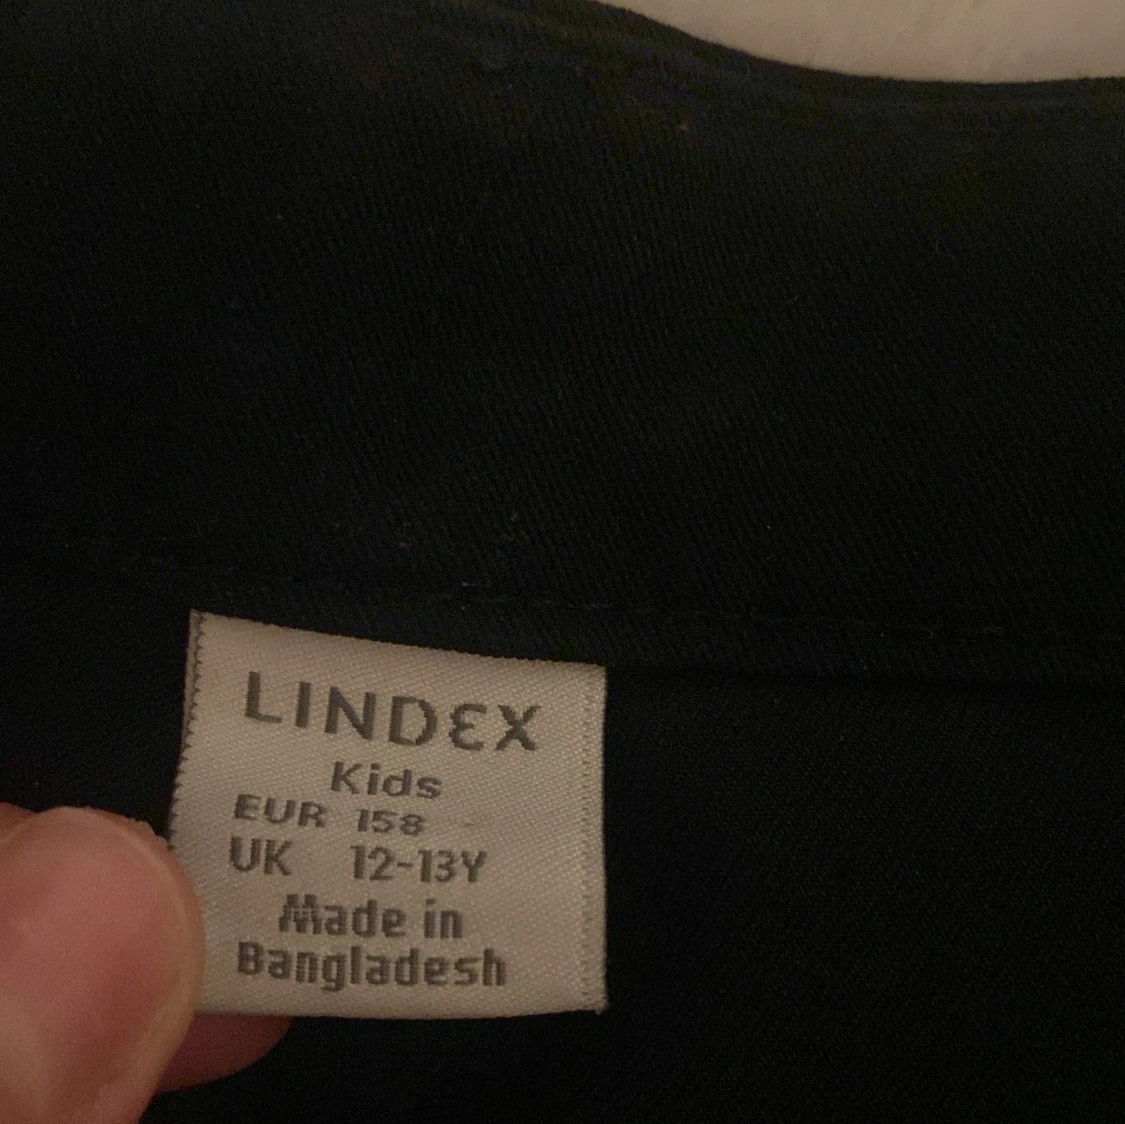 LINDEX
Kids
EUR 158
UK 12-13Y
Made in
Bangladesh